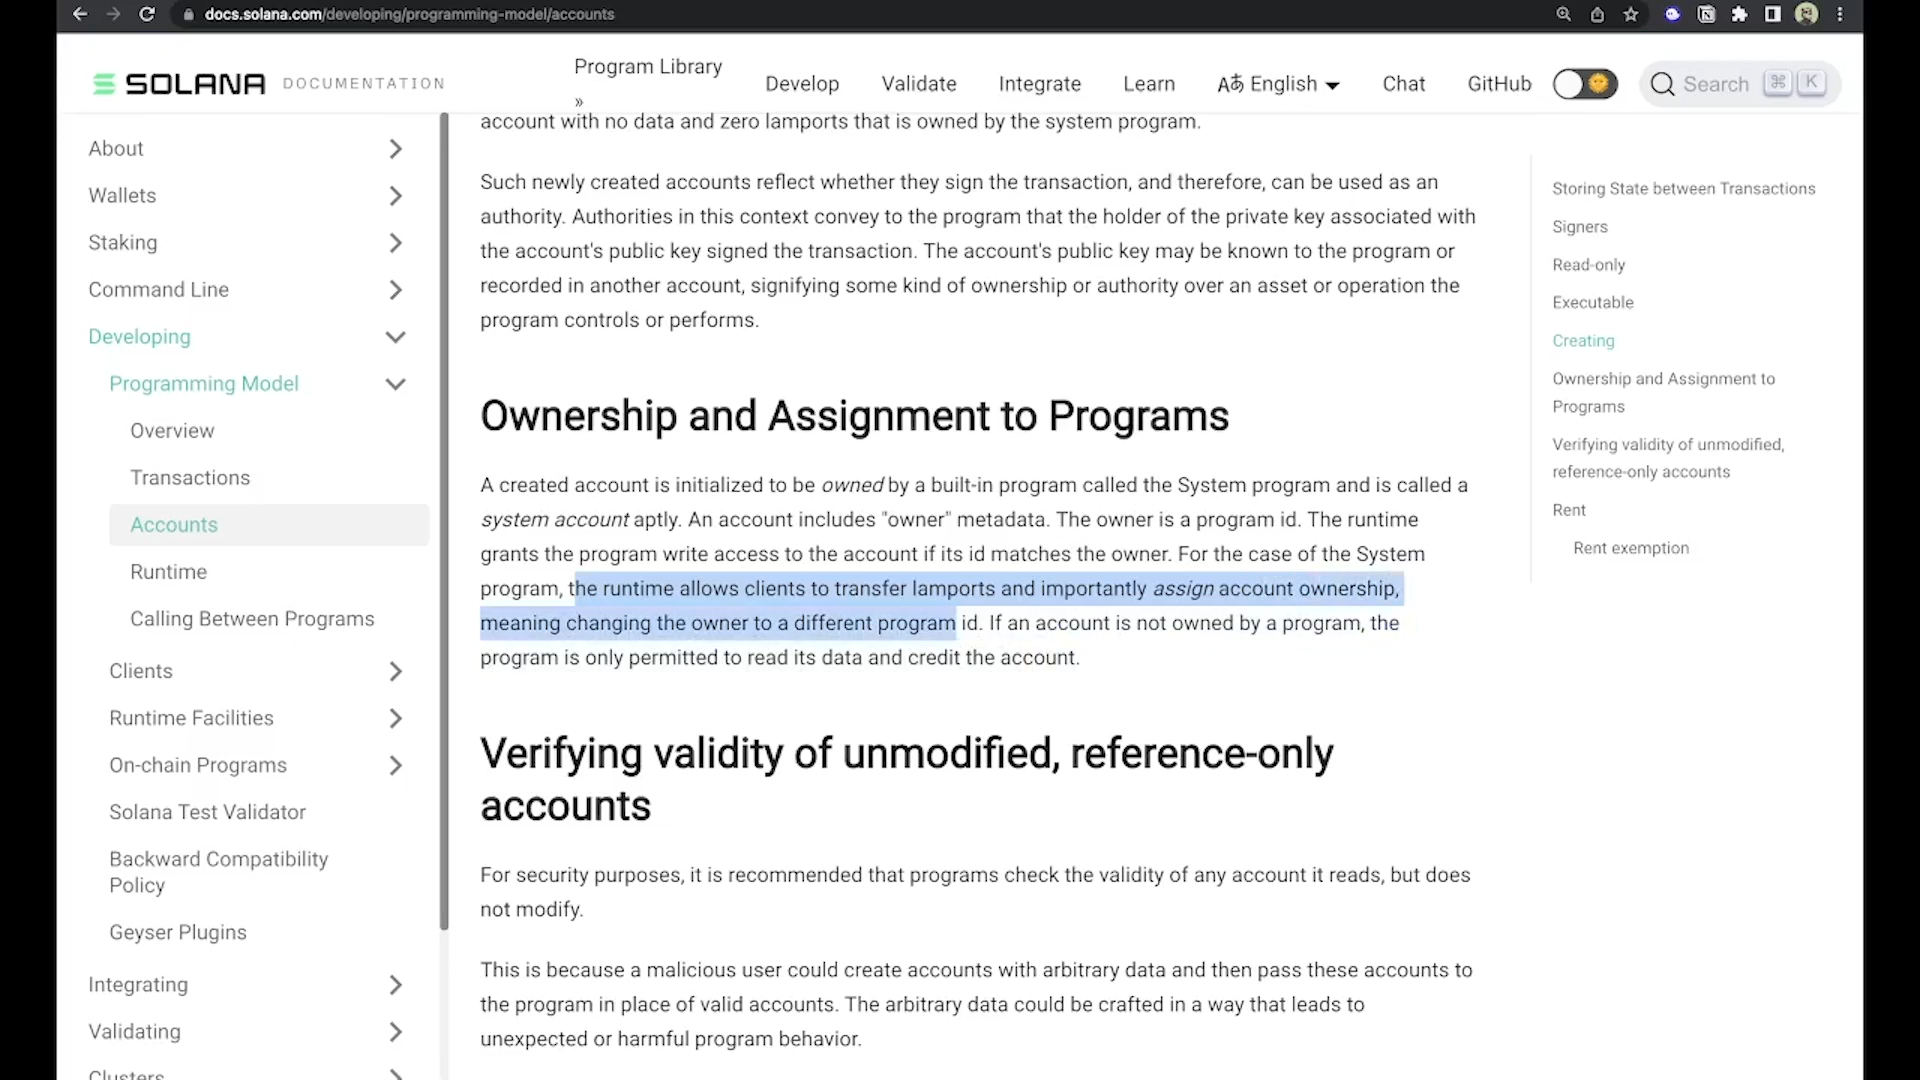 docs.solana.com/developing/programming-model/accounts
SOLANA DOCUMENTATION
Program Library
»
Develop
Validate
Integrate
Learn
English
Chat
GitHub
Search ⌘ K
About
Wallets
Staking
Command Line
Developing
Programming Model
Overview
Transactions
Accounts
Runtime
Calling Between Programs
Clients
Runtime Facilities
On-chain Programs
Solana Test Validator
Backward Compatibility
Policy
Geyser Plugins
Integrating
Validating
Clusters
account with no data and zero lamports that is owned by the system program.
Such newly created accounts reflect whether they sign the transaction, and therefore, can be used as an
authority. Authorities in this context convey to the program that the holder of the private key associated with
the account's public key signed the transaction. The account's public key may be known to the program or
recorded in another account, signifying some kind of ownership or authority over an asset or operation the
program controls or performs.
Ownership and Assignment to Programs
A created account is initialized to be owned by a built-in program called the System program and is called a
system account aptly. An account includes "owner" metadata. The owner is a program id. The runtime
grants the program write access to the account if its id matches the owner. For the case of the System
program, the runtime allows clients to transfer lamports and importantly assign account ownership,
meaning changing the owner to a different program id. If an account is not owned by a program, the
program is only permitted to read its data and credit the account.
Verifying validity of unmodified, reference-only
accounts
For security purposes, it is recommended that programs check the validity of any account it reads, but does
not modify.
This is because a malicious user could create accounts with arbitrary data and then pass these accounts to
the program in place of valid accounts. The arbitrary data could be crafted in a way that leads to
unexpected or harmful program behavior.
Storing State between Transactions
Signers
Read-only
Executable
Creating
Ownership and Assignment to
Programs
Verifying validity of unmodified,
reference-only accounts
Rent
Rent exemption